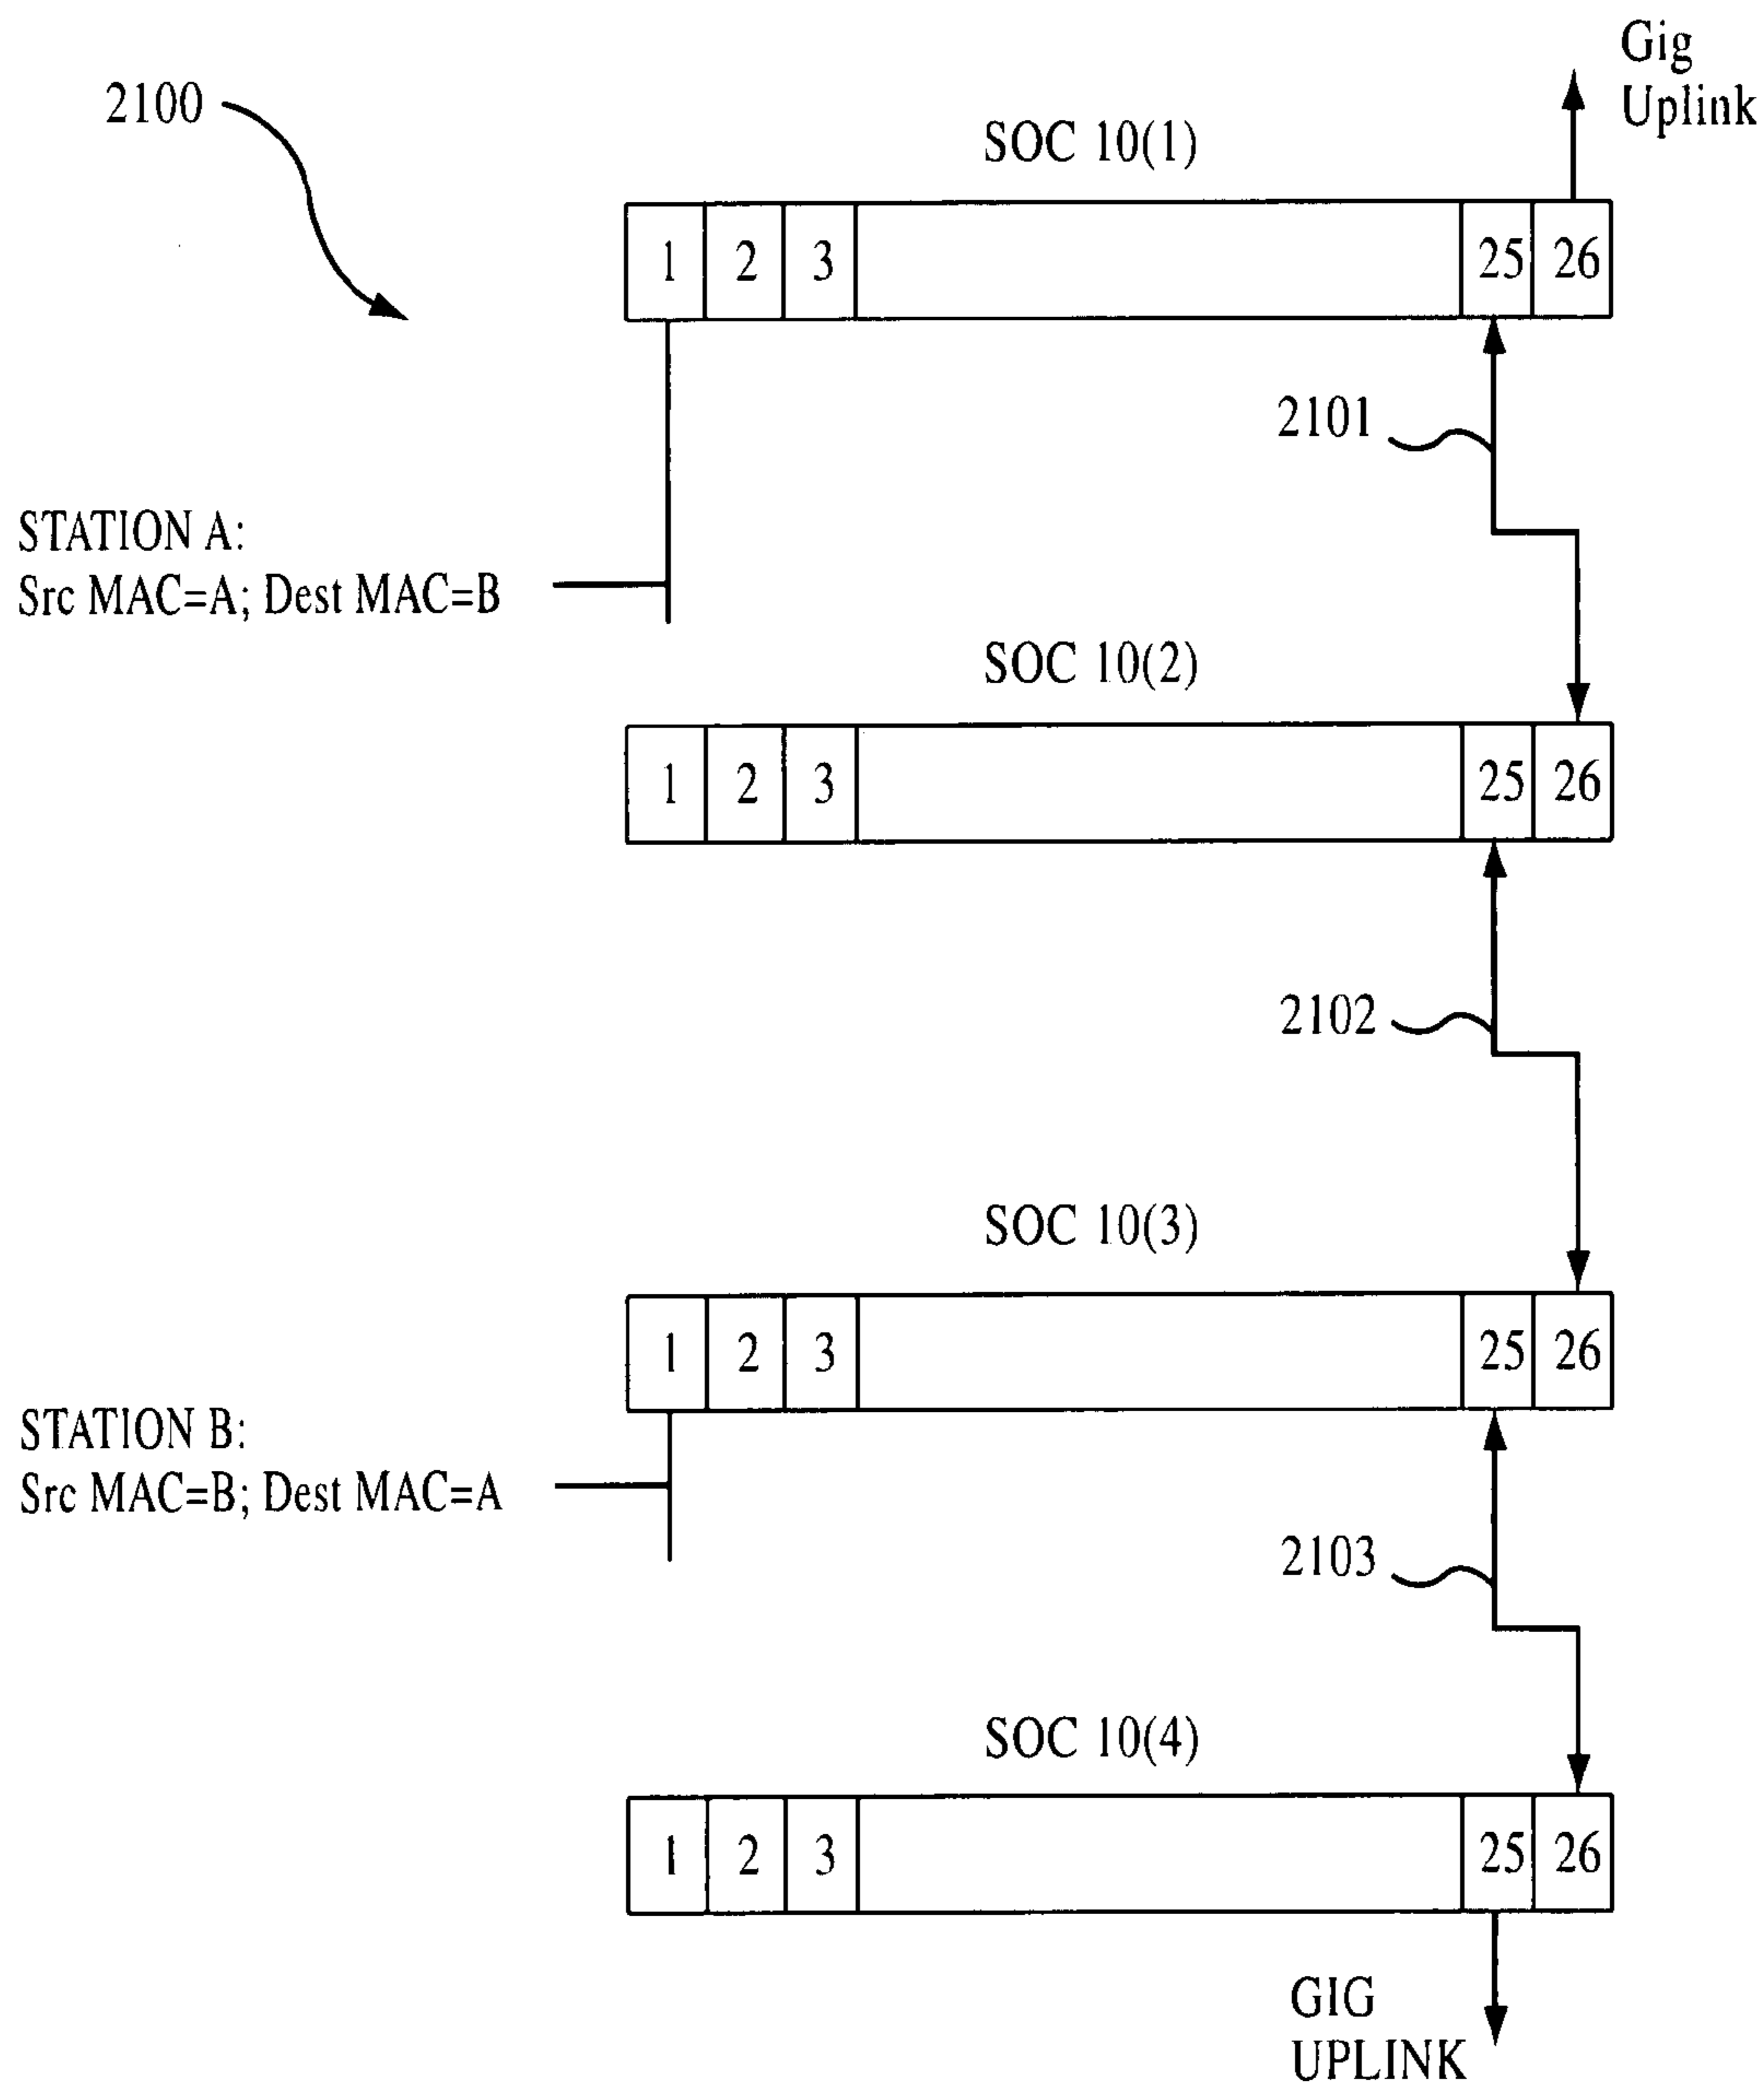 Gig
Uplink
2100
SOC 10(1)
1 2 3 25 26
2101
STATION A:
Src MAC=A; Dest MAC=B
SOC 10(2)
1 2 3 25 26
2102
SOC 10(3)
1 2 3 25 26
STATION B:
Src MAC=B; Dest MAC=A
2103
SOC 10(4)
1 2 3 25 26
GIG
UPLINK